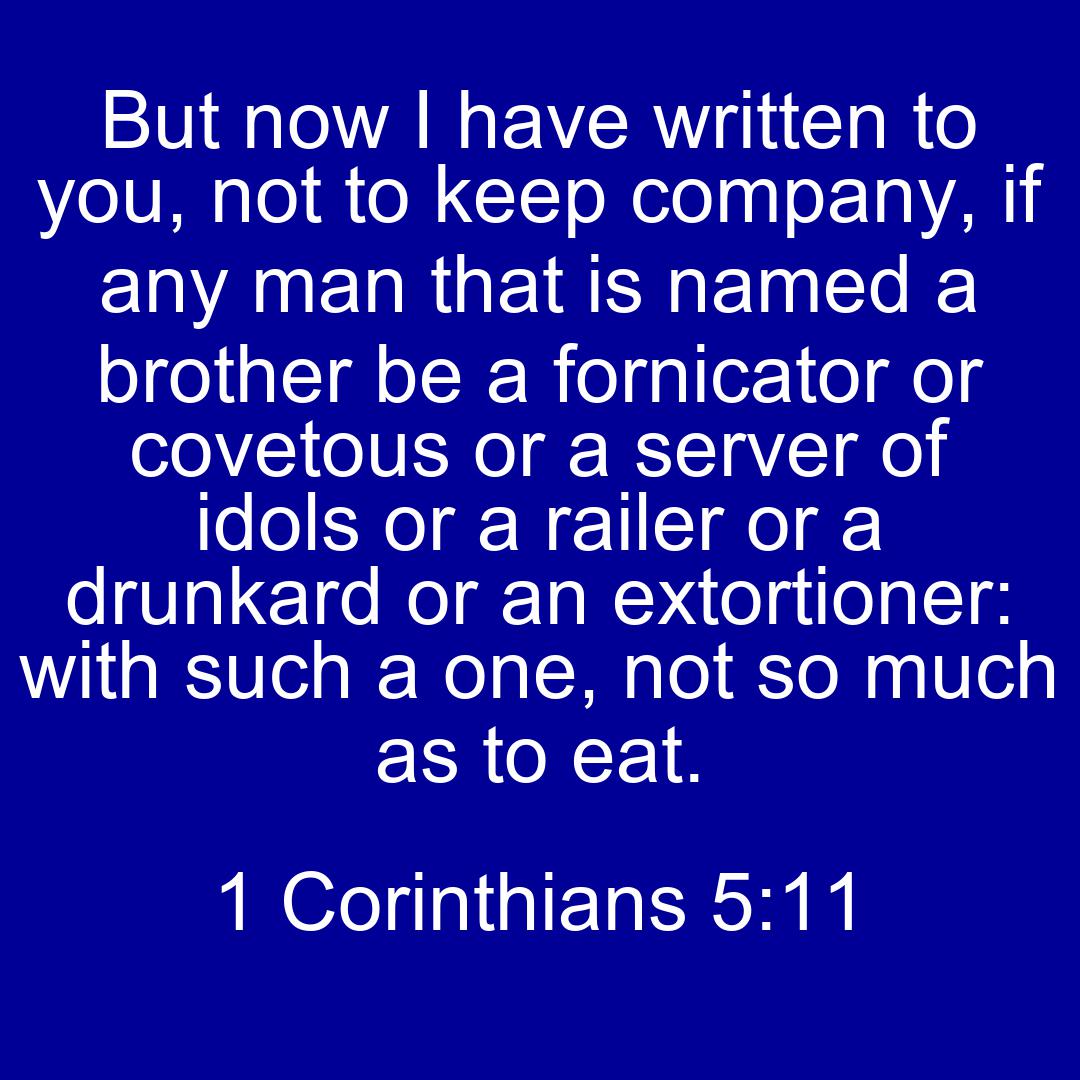 But now I have written to
you, not to keep company, if
any man that is named a
brother be a fornicator or
covetous or a server of
idols or a railer or a
drunkard or an extortioner:
with such a one, not so much
as to eat.
1 Corinthians 5:11